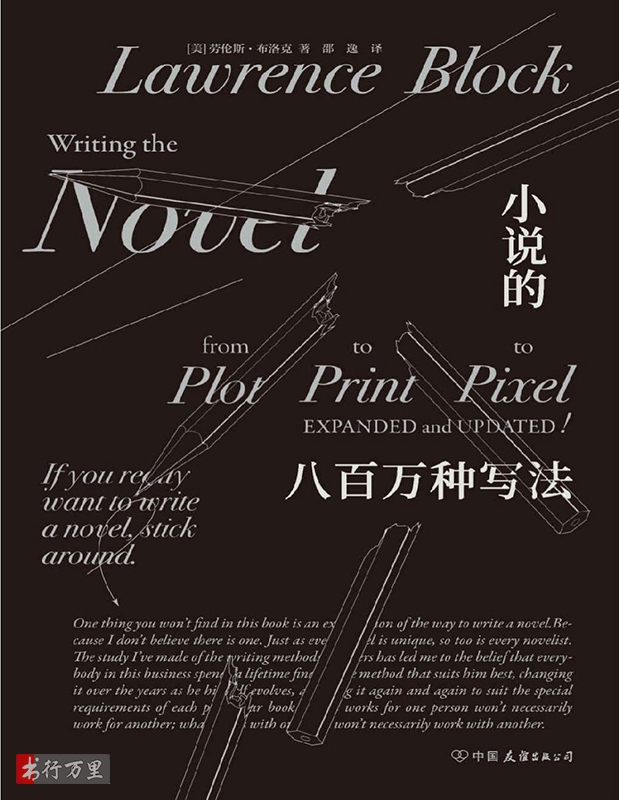 [美] 劳伦斯·布洛克 著 邵 逸 译
Lawrence Block
Writing the
Novel
小说的
from to to
Plot Print Pixel
EXPANDED and UPDATED!
八百万种写法
If you really
want to write
a novel, stick
around.
One thing you won't find in this book is an ex on of the way to write a novel. Be-
cause I don't believe there is one. Just as eve el is unique, so too is every novelist.
The study I've made of the writing method ers has led me to the belief that every-
body in this business spen a lifetime fin e method that suits him best, changing
it over the years as he hi lf evolves, a g it again and again to suit the special
requirements of each p ar book works for one person won't necessarily
work for another; wha with o won't necessarily work with another.
中国友谊出版公司
书行万里